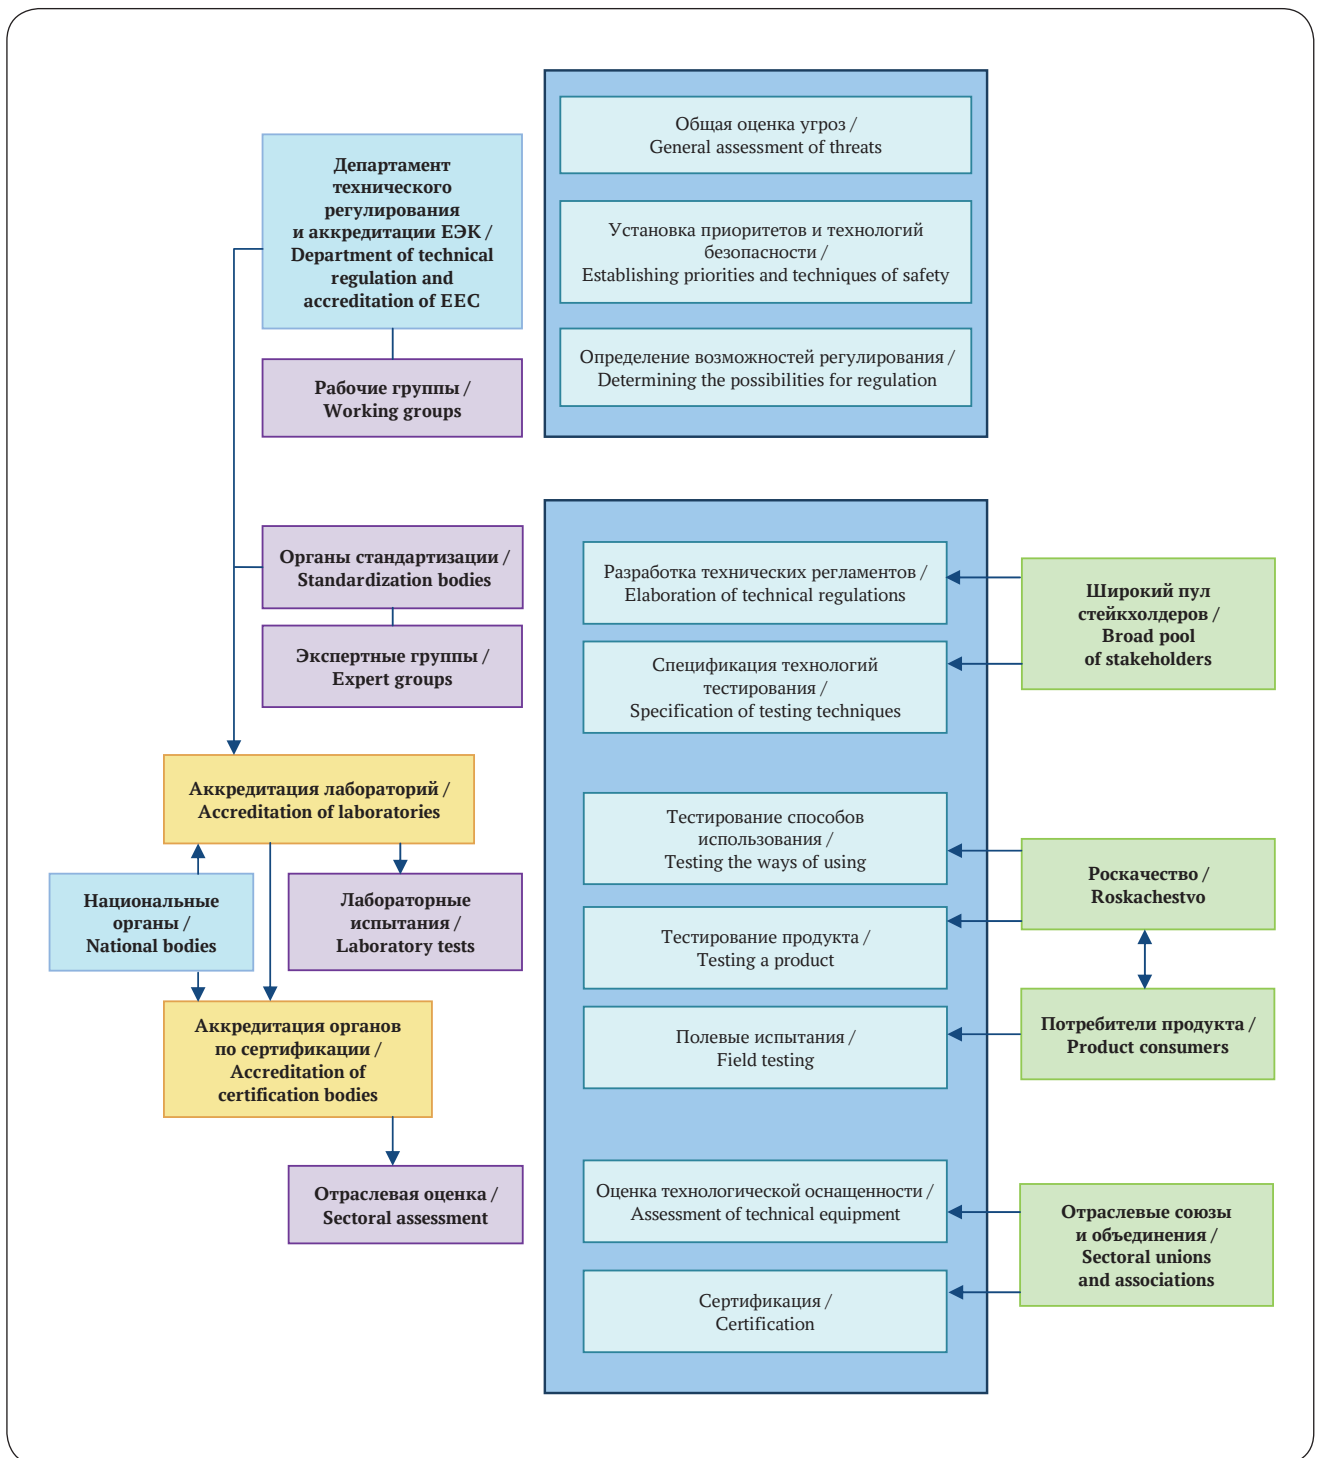 Департамент
технического
регулирования
и аккредитации ЕЭК /
Department of technical
regulation and
accreditation of EEC
Рабочие группы /
Working groups
Общая оценка угроз /
General assessment of threats
Установка приоритетов и технологий
безопасности /
Establishing priorities and techniques of safety
Определение возможностей регулирования /
Determining the possibilities for regulation
Органы стандартизации /
Standardization bodies
Экспертные группы /
Expert groups
Аккредитация лабораторий /
Accreditation of laboratories
Национальные
органы /
National bodies
Лабораторные
испытания /
Laboratory tests
Аккредитация органов
по сертификации /
Accreditation of
certification bodies
Отраслевая оценка /
Sectoral assessment
Разработка технических регламентов /
Elaboration of technical regulations
Спецификация технологий
тестирования /
Specification of testing techniques
Тестирование способов
использования /
Testing the ways of using
Тестирование продукта /
Testing a product
Полевые испытания /
Field testing
Оценка технологической оснащенности /
Assessment of technical equipment
Сертификация /
Certification
Широкий пул
стейкхолдеров /
Broad pool
of stakeholders
Роскачество /
Roskachestvo
Потребители продукта /
Product consumers
Отраслевые союзы
и объединения /
Sectoral unions
and associations